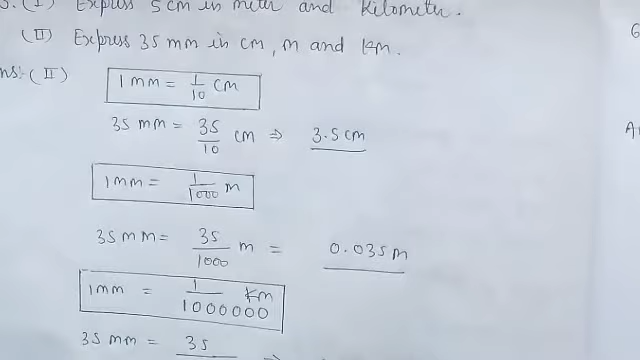 (I) Express 5 cm in meter and Kilometer.
(II) Express 35 mm in cm, m and Km.
ns:- (II)
1 mm = 1/10 cm
35 mm = 35/10 cm ⇒ 3.5 cm
1 mm = 1/1000 m
35 mm = 35/1000 m = 0.035 m
1 mm = 1/1000000 Km
35 mm = 35